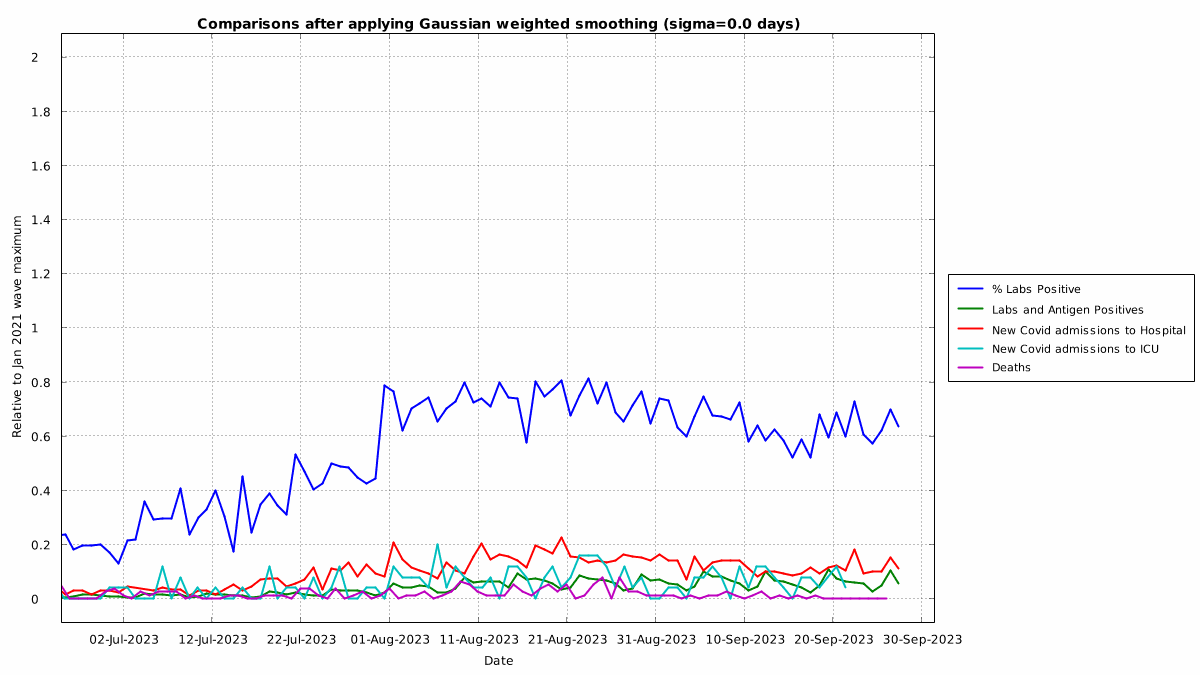 Comparisons after applying Gaussian weighted smoothing (sigma=0.0 days)
2
1.8
1.6
1.4
1.2
1
0.8
0.6
0.4
0.2
0
Relative to Jan 2021 wave maximum
02-Jul-2023 12-Jul-2023 22-Jul-2023 01-Aug-2023 11-Aug-2023 21-Aug-2023 31-Aug-2023 10-Sep-2023 20-Sep-2023 30-Sep-2023
Date
% Labs Positive
Labs and Antigen Positives
New Covid admissions to Hospital
New Covid admissions to ICU
Deaths